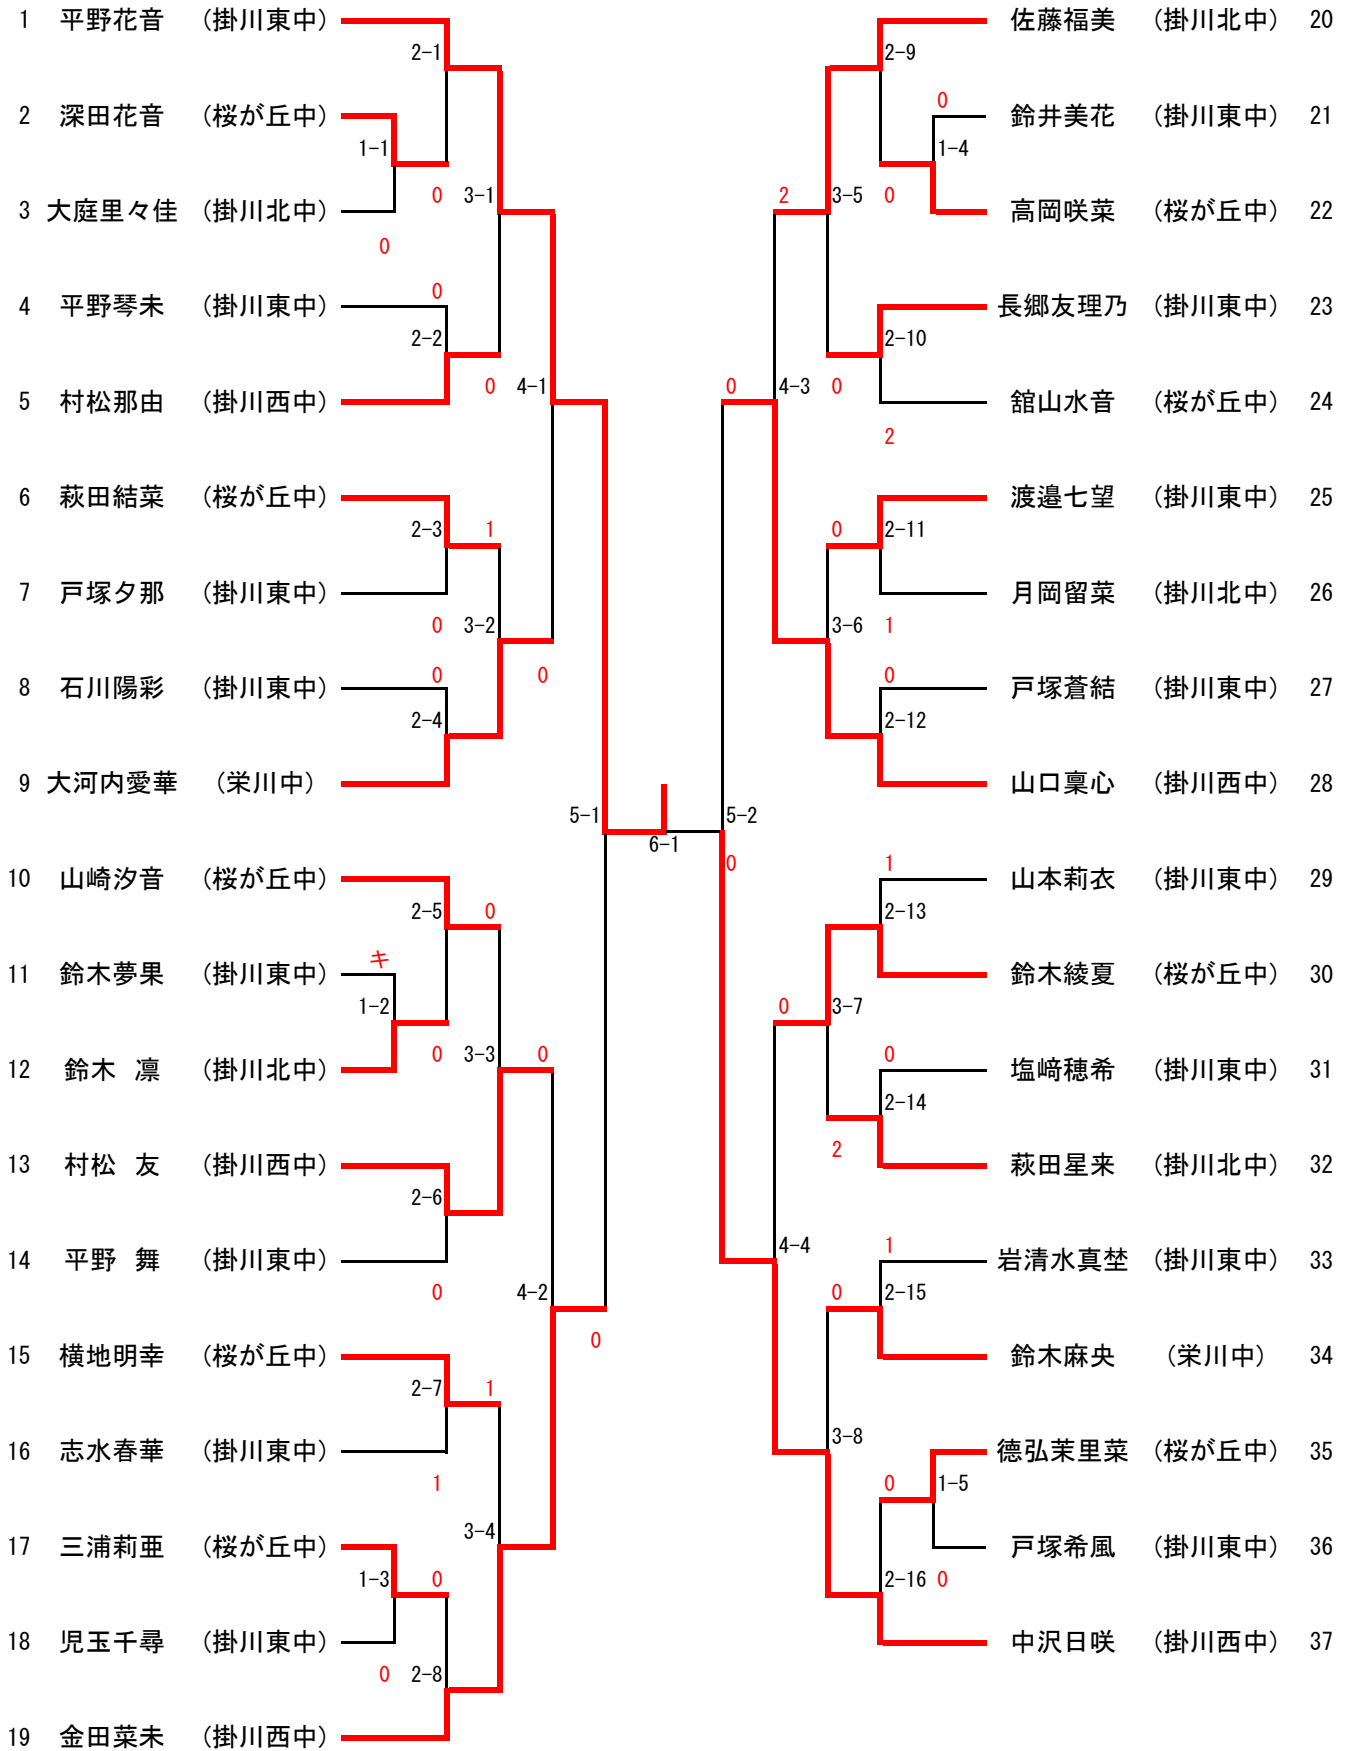 1 平野花音 (掛川東中)
2-1
2 深田花音 (桜が丘中)
1-1
0 3-1
3 大庭里々佳 (掛川北中)
0
0
4 平野琴未 (掛川東中)
2-2
0 4-1
5 村松那由 (掛川西中)
6 萩田結菜 (桜が丘中)
2-3 1
7 戸塚夕那 (掛川東中)
0 3-2
0 0
8 石川陽彩 (掛川東中)
2-4
9 大河内愛華 (栄川中)
5-1
6-1
10 山崎汐音 (桜が丘中)
2-5 0
キ
11 鈴木夢果 (掛川東中)
1-2
0 3-3 0
12 鈴木 凛 (掛川北中)
13 村松 友 (掛川西中)
2-6
14 平野 舞 (掛川東中)
0 4-2
0
15 横地明幸 (桜が丘中)
2-7 1
16 志水春華 (掛川東中)
1
3-4
17 三浦莉亜 (桜が丘中)
1-3 0
18 児玉千尋 (掛川東中)
0 2-8
19 金田菜未 (掛川西中)
佐藤福美 (掛川北中) 20
2-9
0
鈴井美花 (掛川東中) 21
1-4
2 3-5 0
高岡咲菜 (桜が丘中) 22
長郷友理乃 (掛川東中) 23
2-10
0 4-3 0
舘山水音 (桜が丘中) 24
2
渡邉七望 (掛川東中) 25
0 2-11
月岡留菜 (掛川北中) 26
3-6 1
0
戸塚蒼結 (掛川東中) 27
2-12
山口稟心 (掛川西中) 28
5-2
0 1
山本莉衣 (掛川東中) 29
2-13
鈴木綾夏 (桜が丘中) 30
0 3-7
0
塩﨑穂希 (掛川東中) 31
2-14
2
萩田星来 (掛川北中) 32
4-4 1
岩清水真埜 (掛川東中) 33
0 2-15
鈴木麻央 (栄川中) 34
3-8
德弘茉里菜 (桜が丘中) 35
0 1-5
戸塚希風 (掛川東中) 36
2-16 0
中沢日咲 (掛川西中) 37